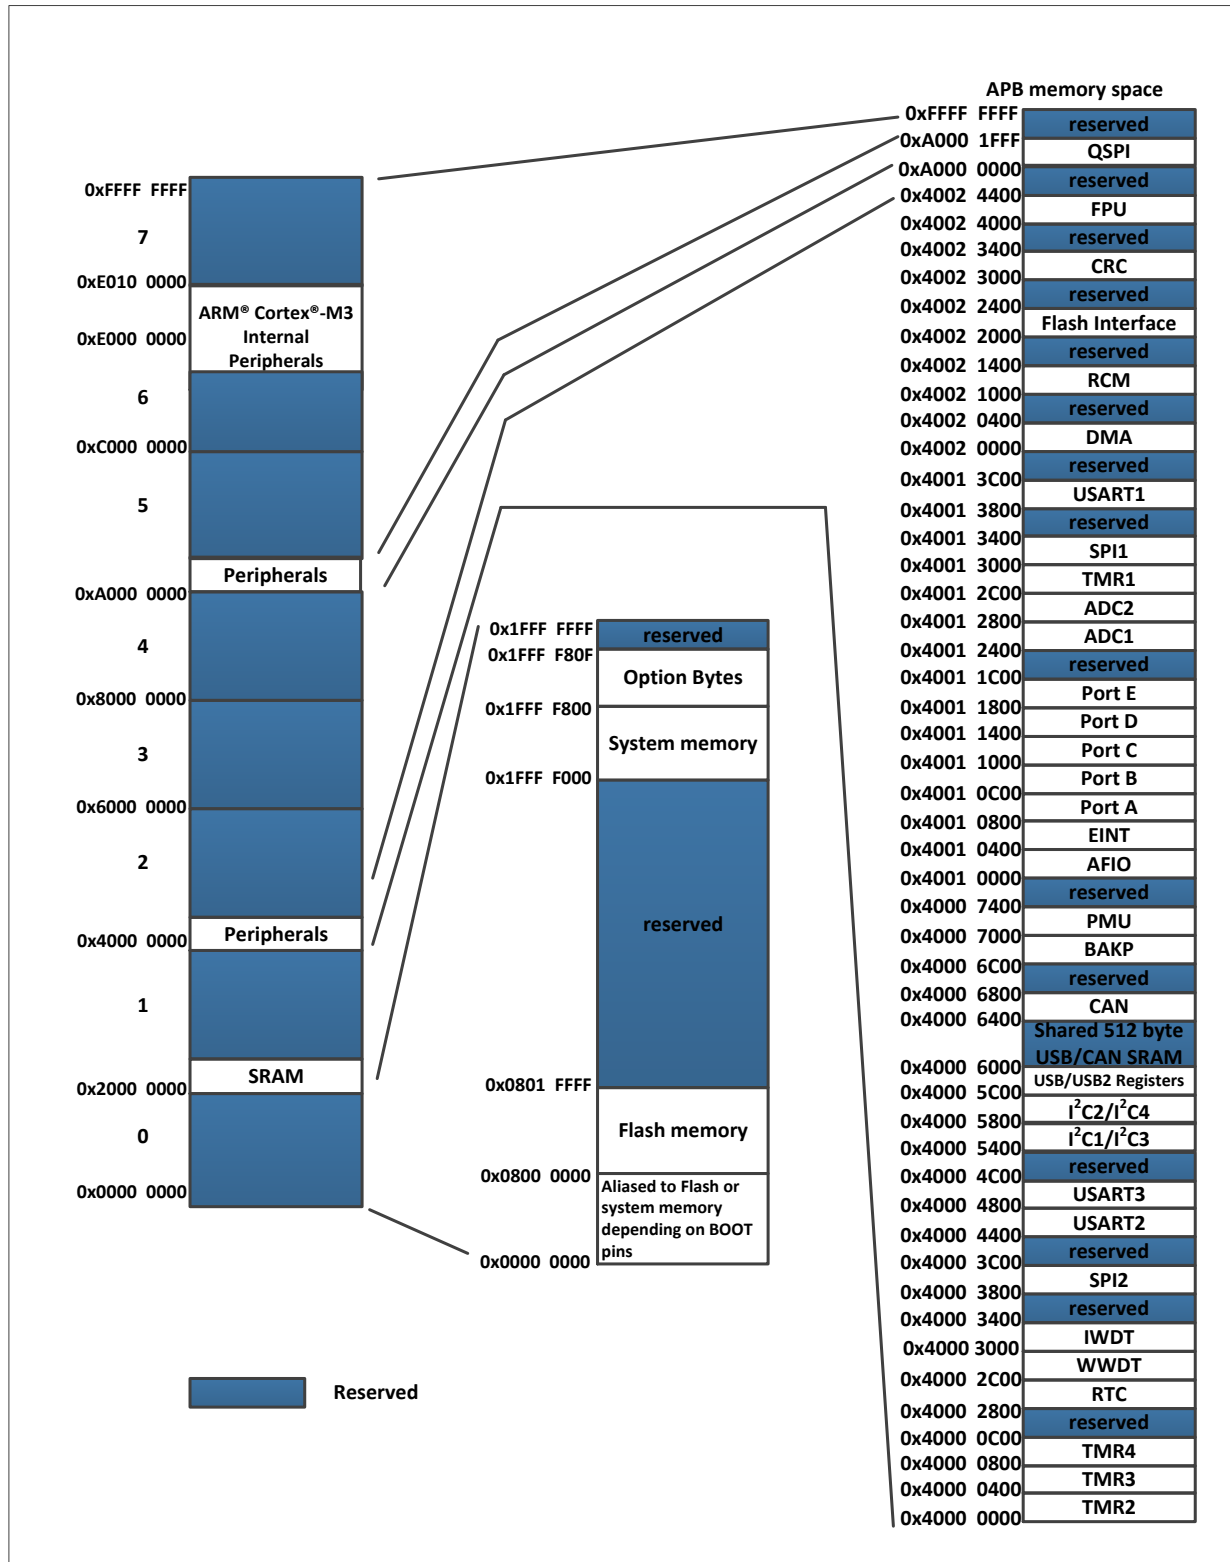 APB memory space
0xFFFF FFFF
7
0xE010 0000
ARM® Cortex®-M3
Internal
Peripherals
0xE000 0000
6
0xC000 0000
5
Peripherals
0xA000 0000
4
0x8000 0000
3
0x6000 0000
2
Peripherals
0x4000 0000
1
SRAM
0x2000 0000
0
0x0000 0000
Reserved
0x1FFF FFFF
reserved
0x1FFF F80F
Option Bytes
0x1FFF F800
System memory
0x1FFF F000
reserved
0x0801 FFFF
Flash memory
0x0800 0000
Aliased to Flash or
system memory
depending on BOOT
pins
0x0000 0000
0xFFFF FFFF
reserved
0xA000 1FFF
QSPI
0xA000 0000
reserved
0x4002 4400
FPU
0x4002 4000
reserved
0x4002 3400
CRC
0x4002 3000
reserved
0x4002 2400
Flash Interface
0x4002 2000
reserved
0x4002 1400
RCM
0x4002 1000
reserved
0x4002 0400
DMA
0x4002 0000
reserved
0x4001 3C00
USART1
0x4001 3800
reserved
0x4001 3400
SPI1
0x4001 3000
TMR1
0x4001 2C00
ADC2
0x4001 2800
ADC1
0x4001 2400
reserved
0x4001 1C00
Port E
0x4001 1800
Port D
0x4001 1400
Port C
0x4001 1000
Port B
0x4001 0C00
Port A
0x4001 0800
EINT
0x4001 0400
AFIO
0x4001 0000
reserved
0x4000 7400
PMU
0x4000 7000
BAKP
0x4000 6C00
reserved
0x4000 6800
CAN
0x4000 6400
Shared 512 byte
USB/CAN SRAM
0x4000 6000
USB/USB2 Registers
0x4000 5C00
I²C2/I²C4
0x4000 5800
I²C1/I²C3
0x4000 5400
reserved
0x4000 4C00
USART3
0x4000 4800
USART2
0x4000 4400
reserved
0x4000 3C00
SPI2
0x4000 3800
reserved
0x4000 3400
IWDT
0x4000 3000
WWDT
0x4000 2C00
RTC
0x4000 2800
reserved
0x4000 0C00
TMR4
0x4000 0800
TMR3
0x4000 0400
TMR2
0x4000 0000